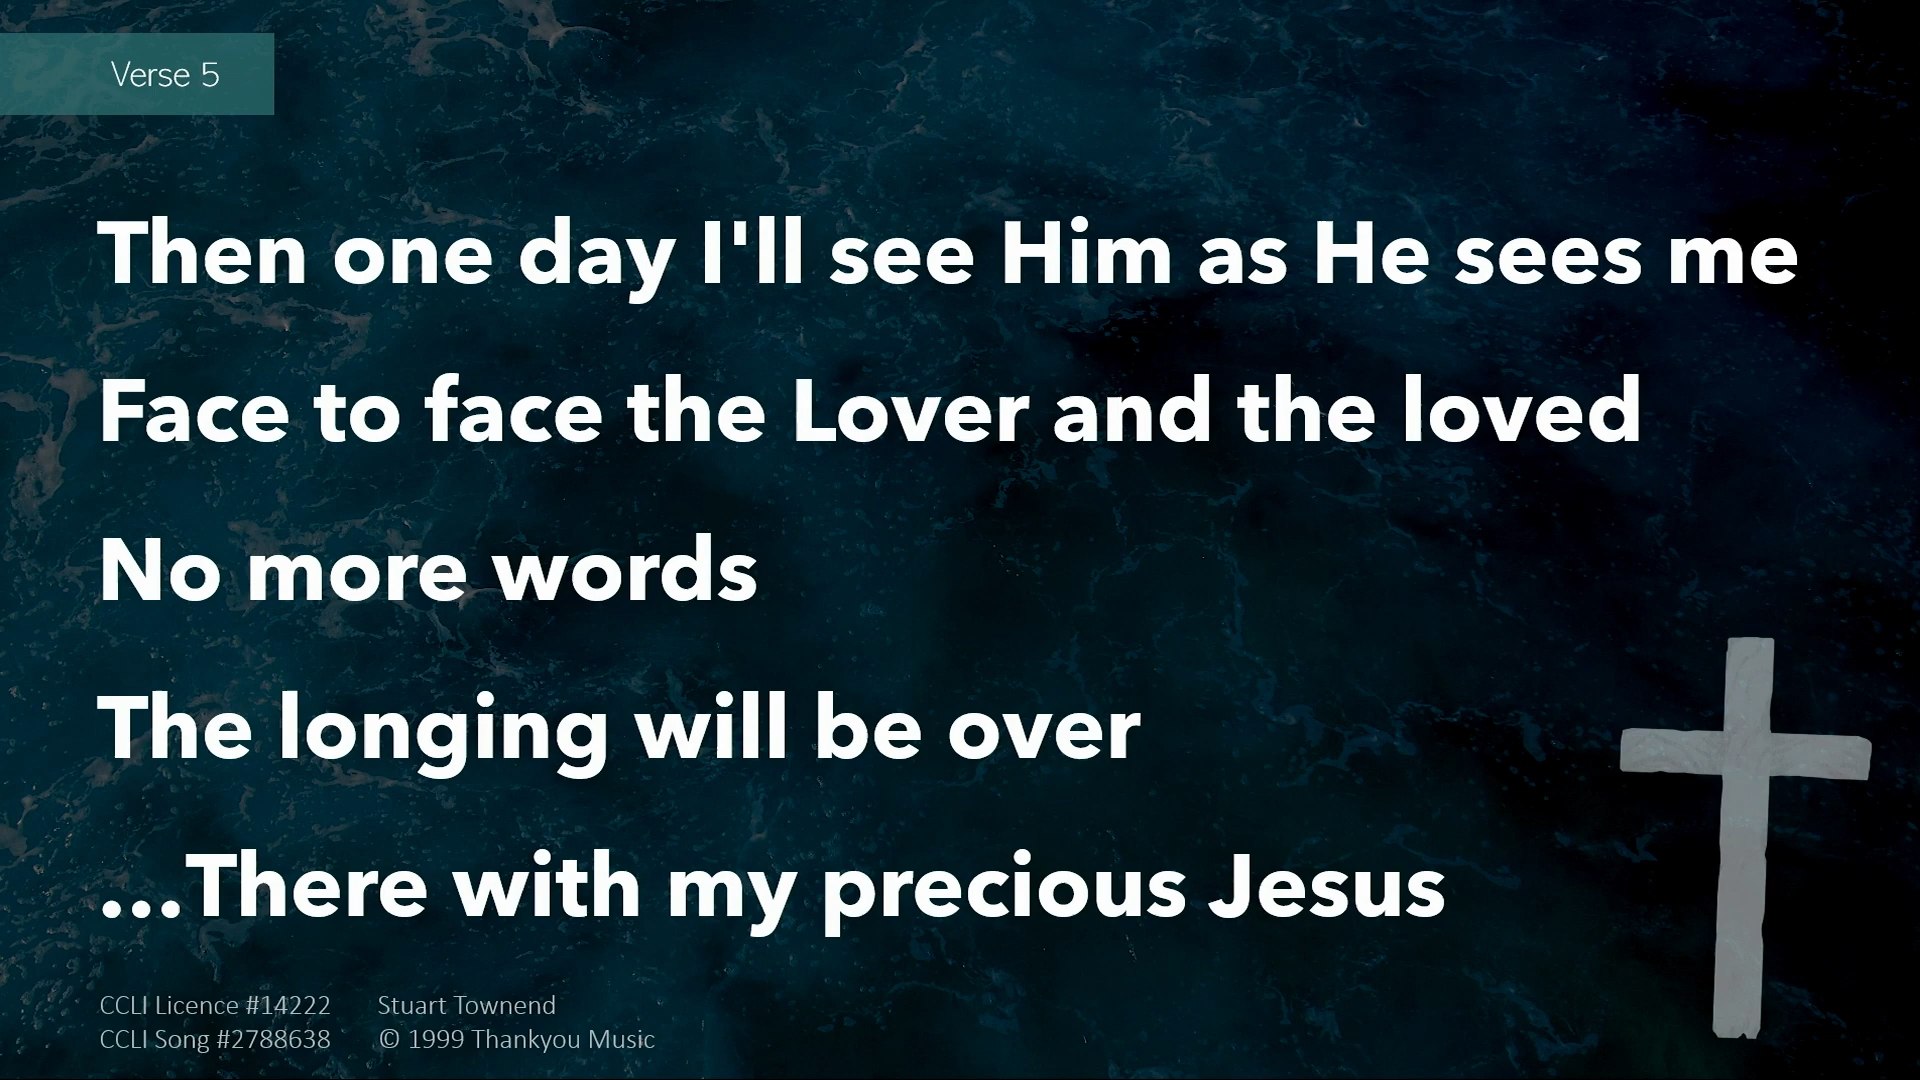 Verse 5
Then one day I'll see Him as He sees me
Face to face the Lover and the loved
No more words
The longing will be over
...There with my precious Jesus
CCLI Licence #14222
CCLI Song #2788638
Stuart Townend
© 1999 Thankyou Music